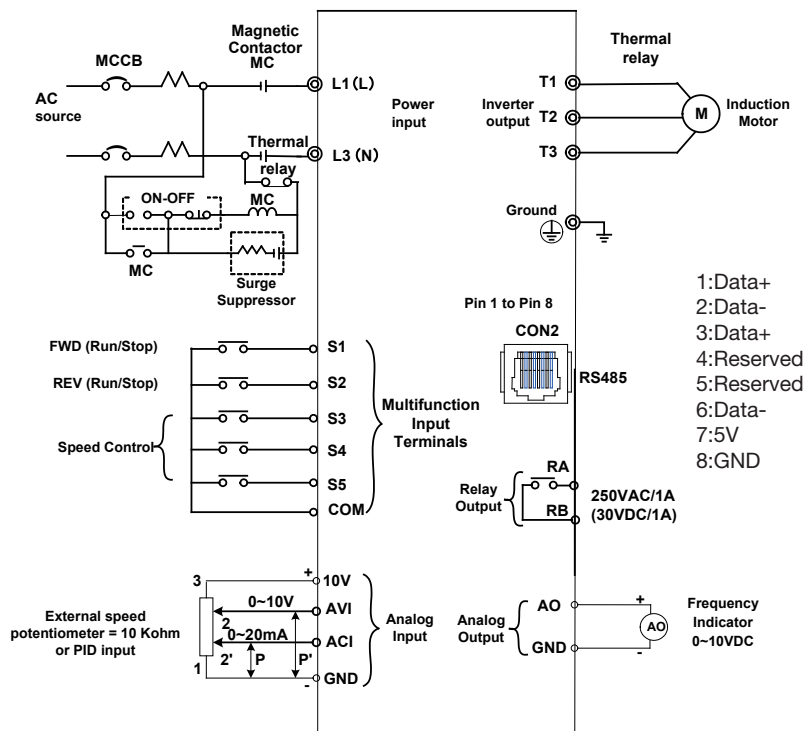 Magnetic
Contactor
MC
MCCB
AC
source
L1(L)
Thermal
relay
L3 (N)
ON-OFF
MC
MC
Surge
Suppressor
Power
input
Inverter
output
T1
T2
T3
Thermal
relay
M
Induction
Motor
Ground
Pin 1 to Pin 8
CON2
RS485
1:Data+
2:Data-
3:Data+
4:Reserved
5:Reserved
6:Data-
7:5V
8:GND
FWD (Run/Stop)
S1
REV (Run/Stop)
S2
Speed Control
S3
S4
S5
COM
Multifunction
Input
Terminals
Relay
Output
RA
RB
250VAC/1A
(30VDC/1A)
External speed
potentiometer = 10 Kohm
or PID input
3
+
10V
0~10V
AVI
2
0~20mA
ACI
2'
P
P'
1
-
GND
Analog
Input
Analog
Output
AO
GND
+
AO
-
Frequency
Indicator
0~10VDC